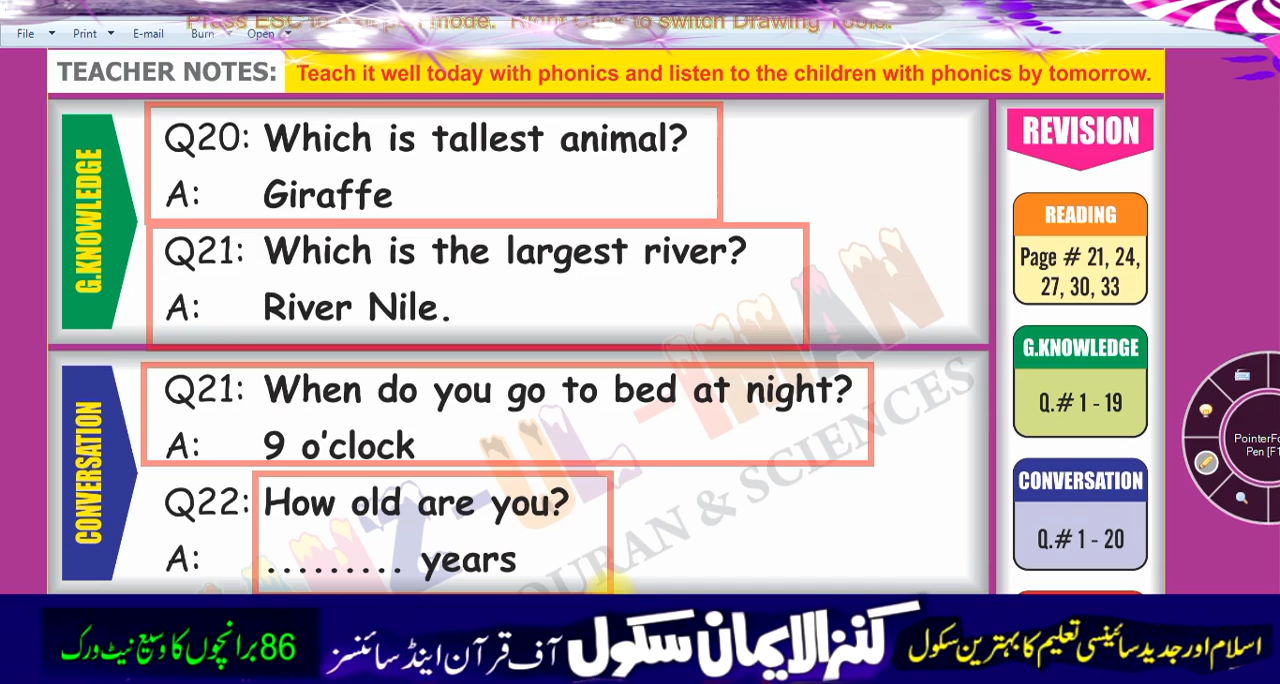 File Print E-mail Burn Open
TEACHER NOTES: Teach it well today with phonics and listen to the children with phonics by tomorrow.
G.KNOWLEDGE
Q20: Which is tallest animal?
A: Giraffe
Q21: Which is the largest river?
A: River Nile.
CONVERSATION
Q21: When do you go to bed at night?
A: 9 o'clock
Q22: How old are you?
A: ......... years
REVISION
READING
Page # 21, 24,
27, 30, 33
G.KNOWLEDGE
Q.# 1 - 19
CONVERSATION
Q.# 1 - 20
Pen [F
QURAN & SCIENCES
اسلام اور جدید سائینسی تعلیم کا بہترین سکول
کنزالایمان سکول آف قرآن اینڈ سائنسز
86 برانچوں کا وسیع نیٹ ورک